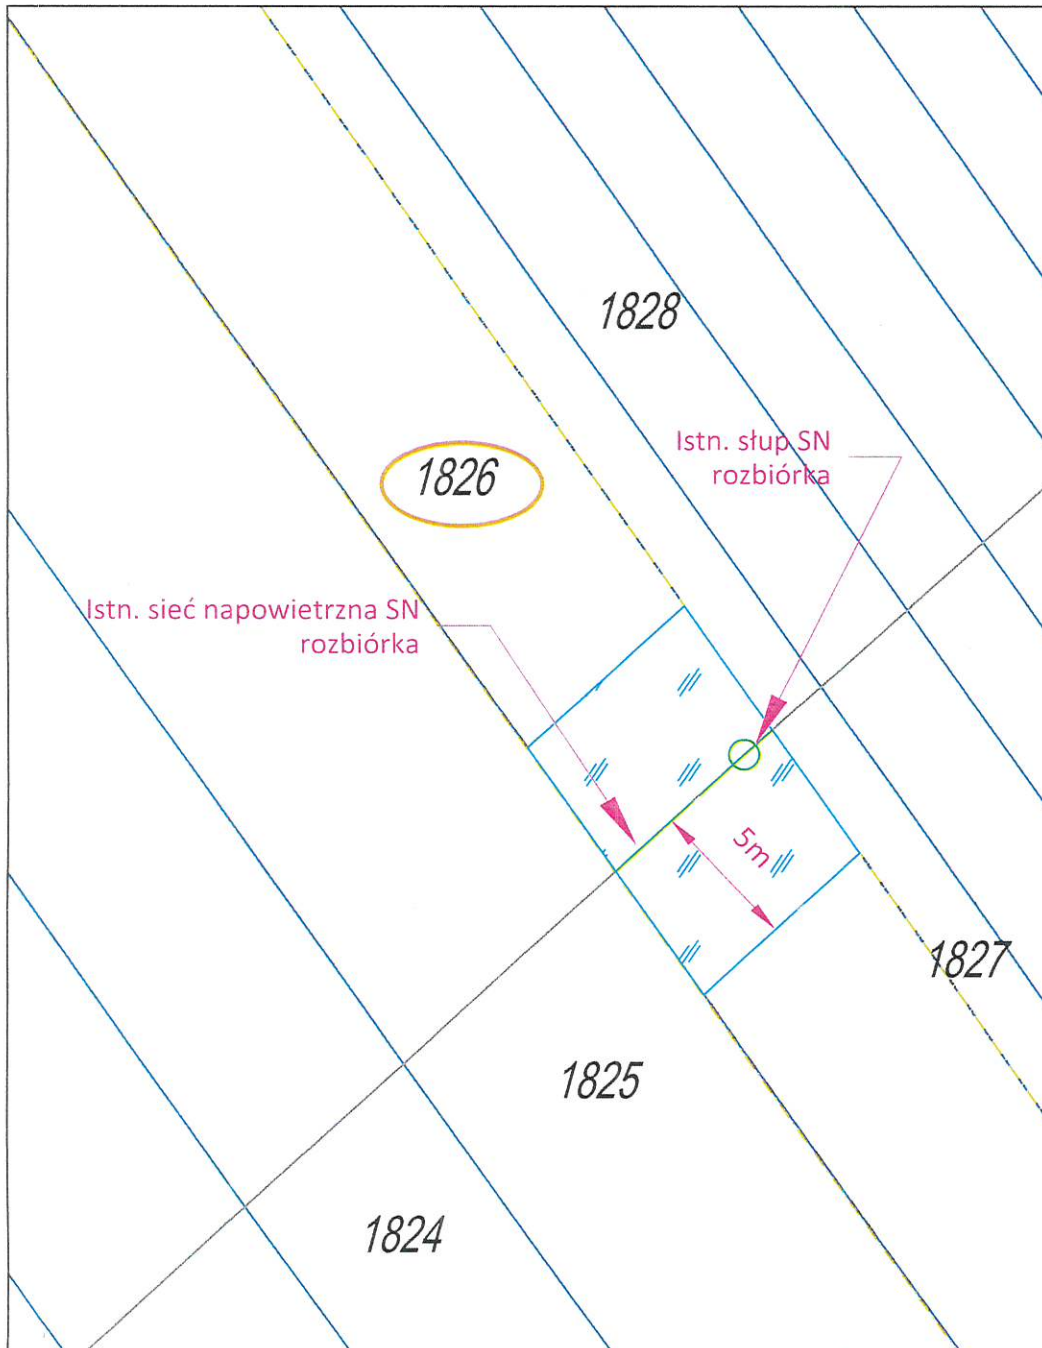 1828
Istn. słup SN
rozbiórka
1826
Istn. sieć napowietrzna SN
rozbiórka
5m
1827
1825
1824